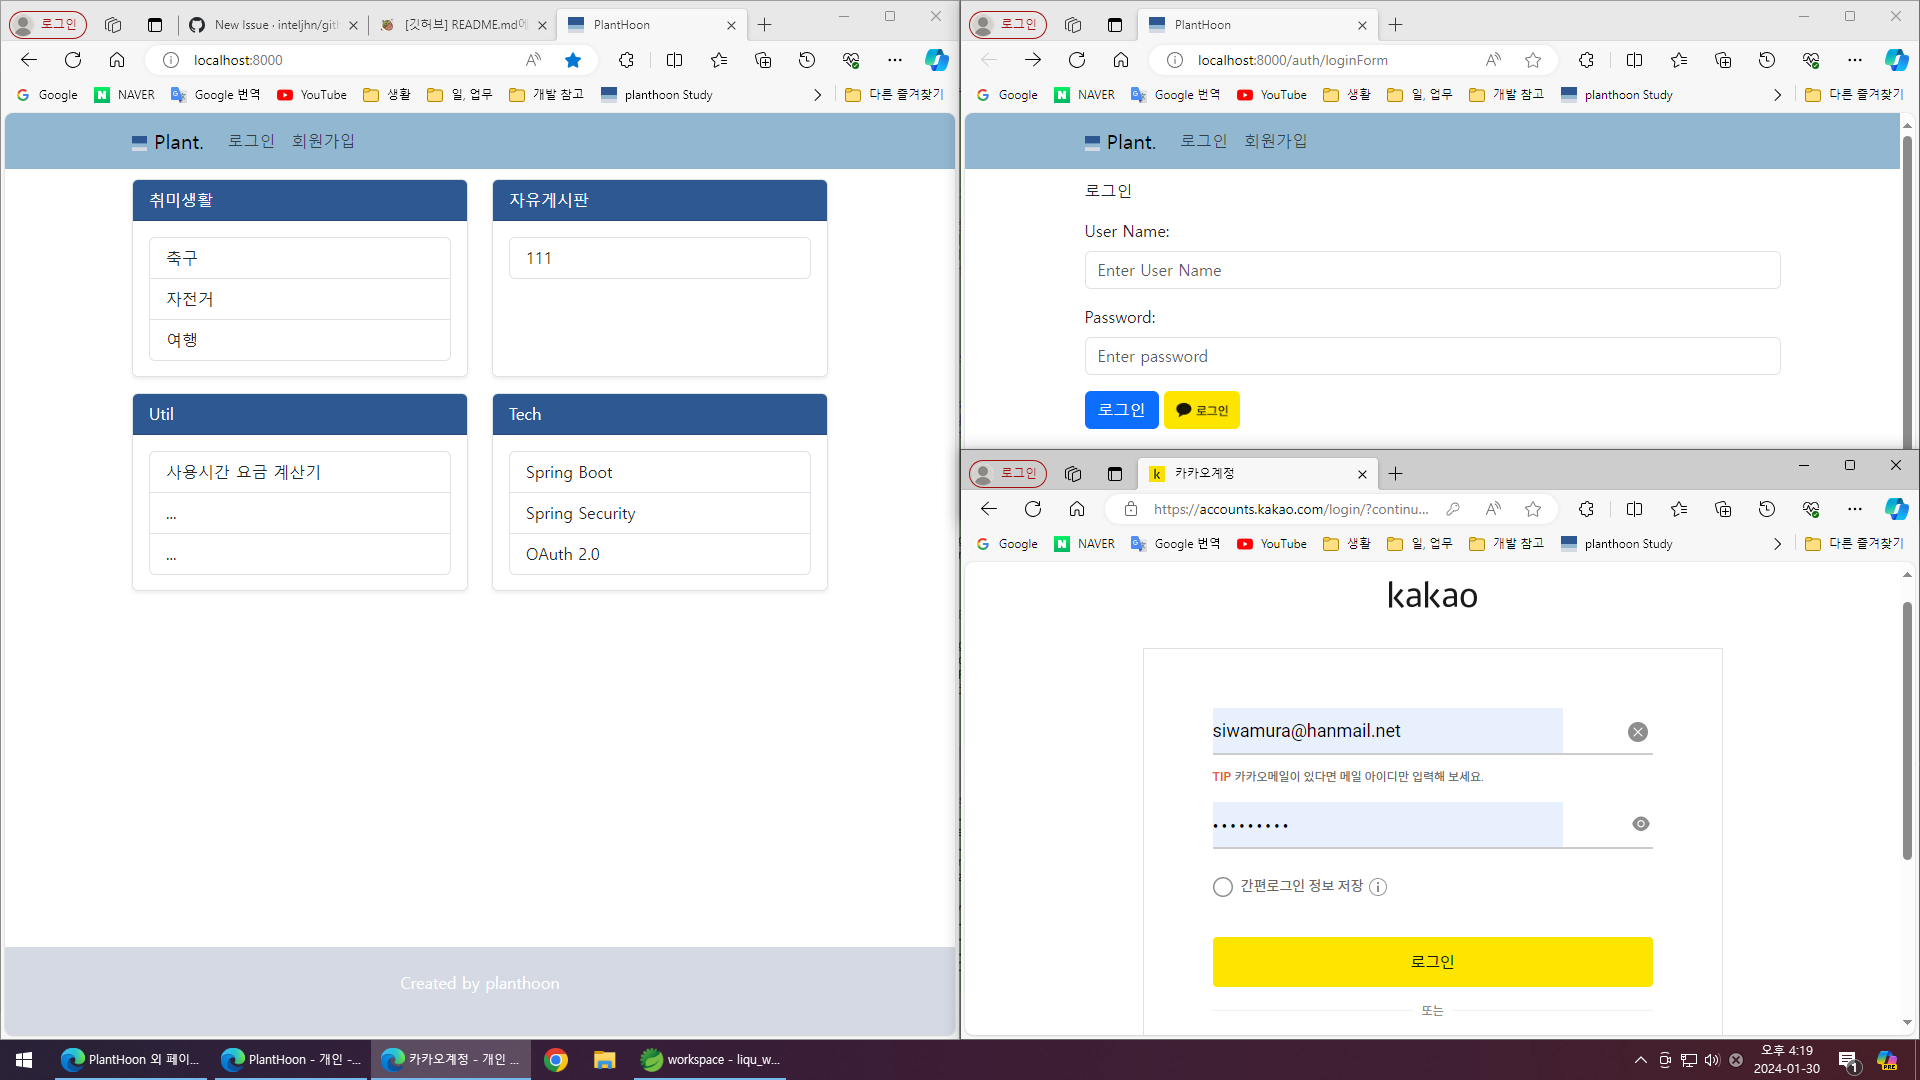 로그인
New Issue · inteljhn/gitl
[깃허브] README.md에
PlantHoon
localhost:8000
Google
NAVER
Google 번역
YouTube
생활
일, 업무
개발 참고
planthoon Study
다른 즐겨찾기
Plant.
로그인
회원가입
취미생활
축구
자전거
여행
자유게시판
111
Util
사용시간 요금 계산기
...
...
Tech
Spring Boot
Spring Security
OAuth 2.0
Created by planthoon
로그인
PlantHoon
localhost:8000/auth/loginForm
Google
NAVER
Google 번역
YouTube
생활
일, 업무
개발 참고
planthoon Study
다른 즐겨찾기
Plant.
로그인
회원가입
로그인
User Name:
Enter User Name
Password:
Enter password
로그인
로그인
로그인
카카오계정
https://accounts.kakao.com/login/?continu...
Google
NAVER
Google 번역
YouTube
생활
일, 업무
개발 참고
planthoon Study
다른 즐겨찾기
kakao
siwamura@hanmail.net
TIP 카카오메일이 있다면 메일 아이디만 입력해 보세요.
•••••••••
간편로그인 정보 저장
로그인
또는
PlantHoon 외 페이...
PlantHoon - 개인 -...
카카오계정 - 개인 ...
workspace - liqu_w...
오후 4:19
2024-01-30
1